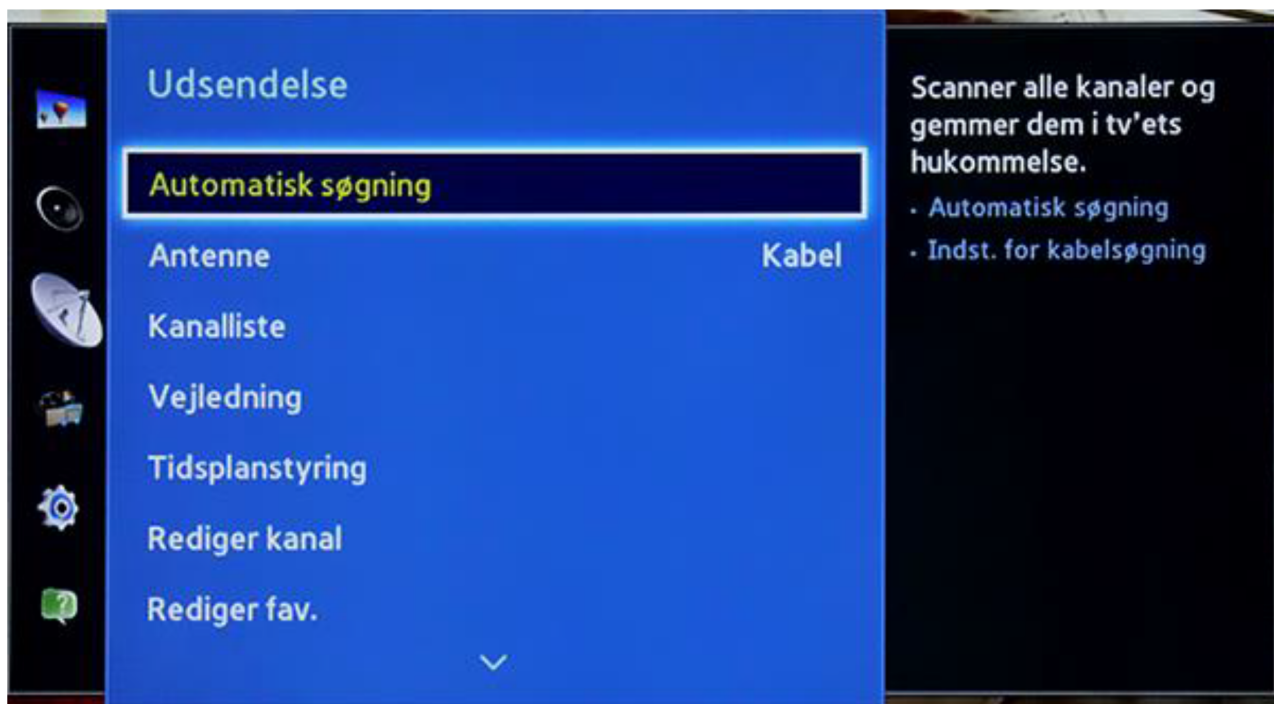 Udsendelse
Automatisk søgning
Antenne Kabel
Kanalliste
Vejledning
Tidsplanstyring
Rediger kanal
Rediger fav.
Scanner alle kanaler og
gemmer dem i tv'ets
hukommelse.
· Automatisk søgning
· Indst. for kabelsøgning